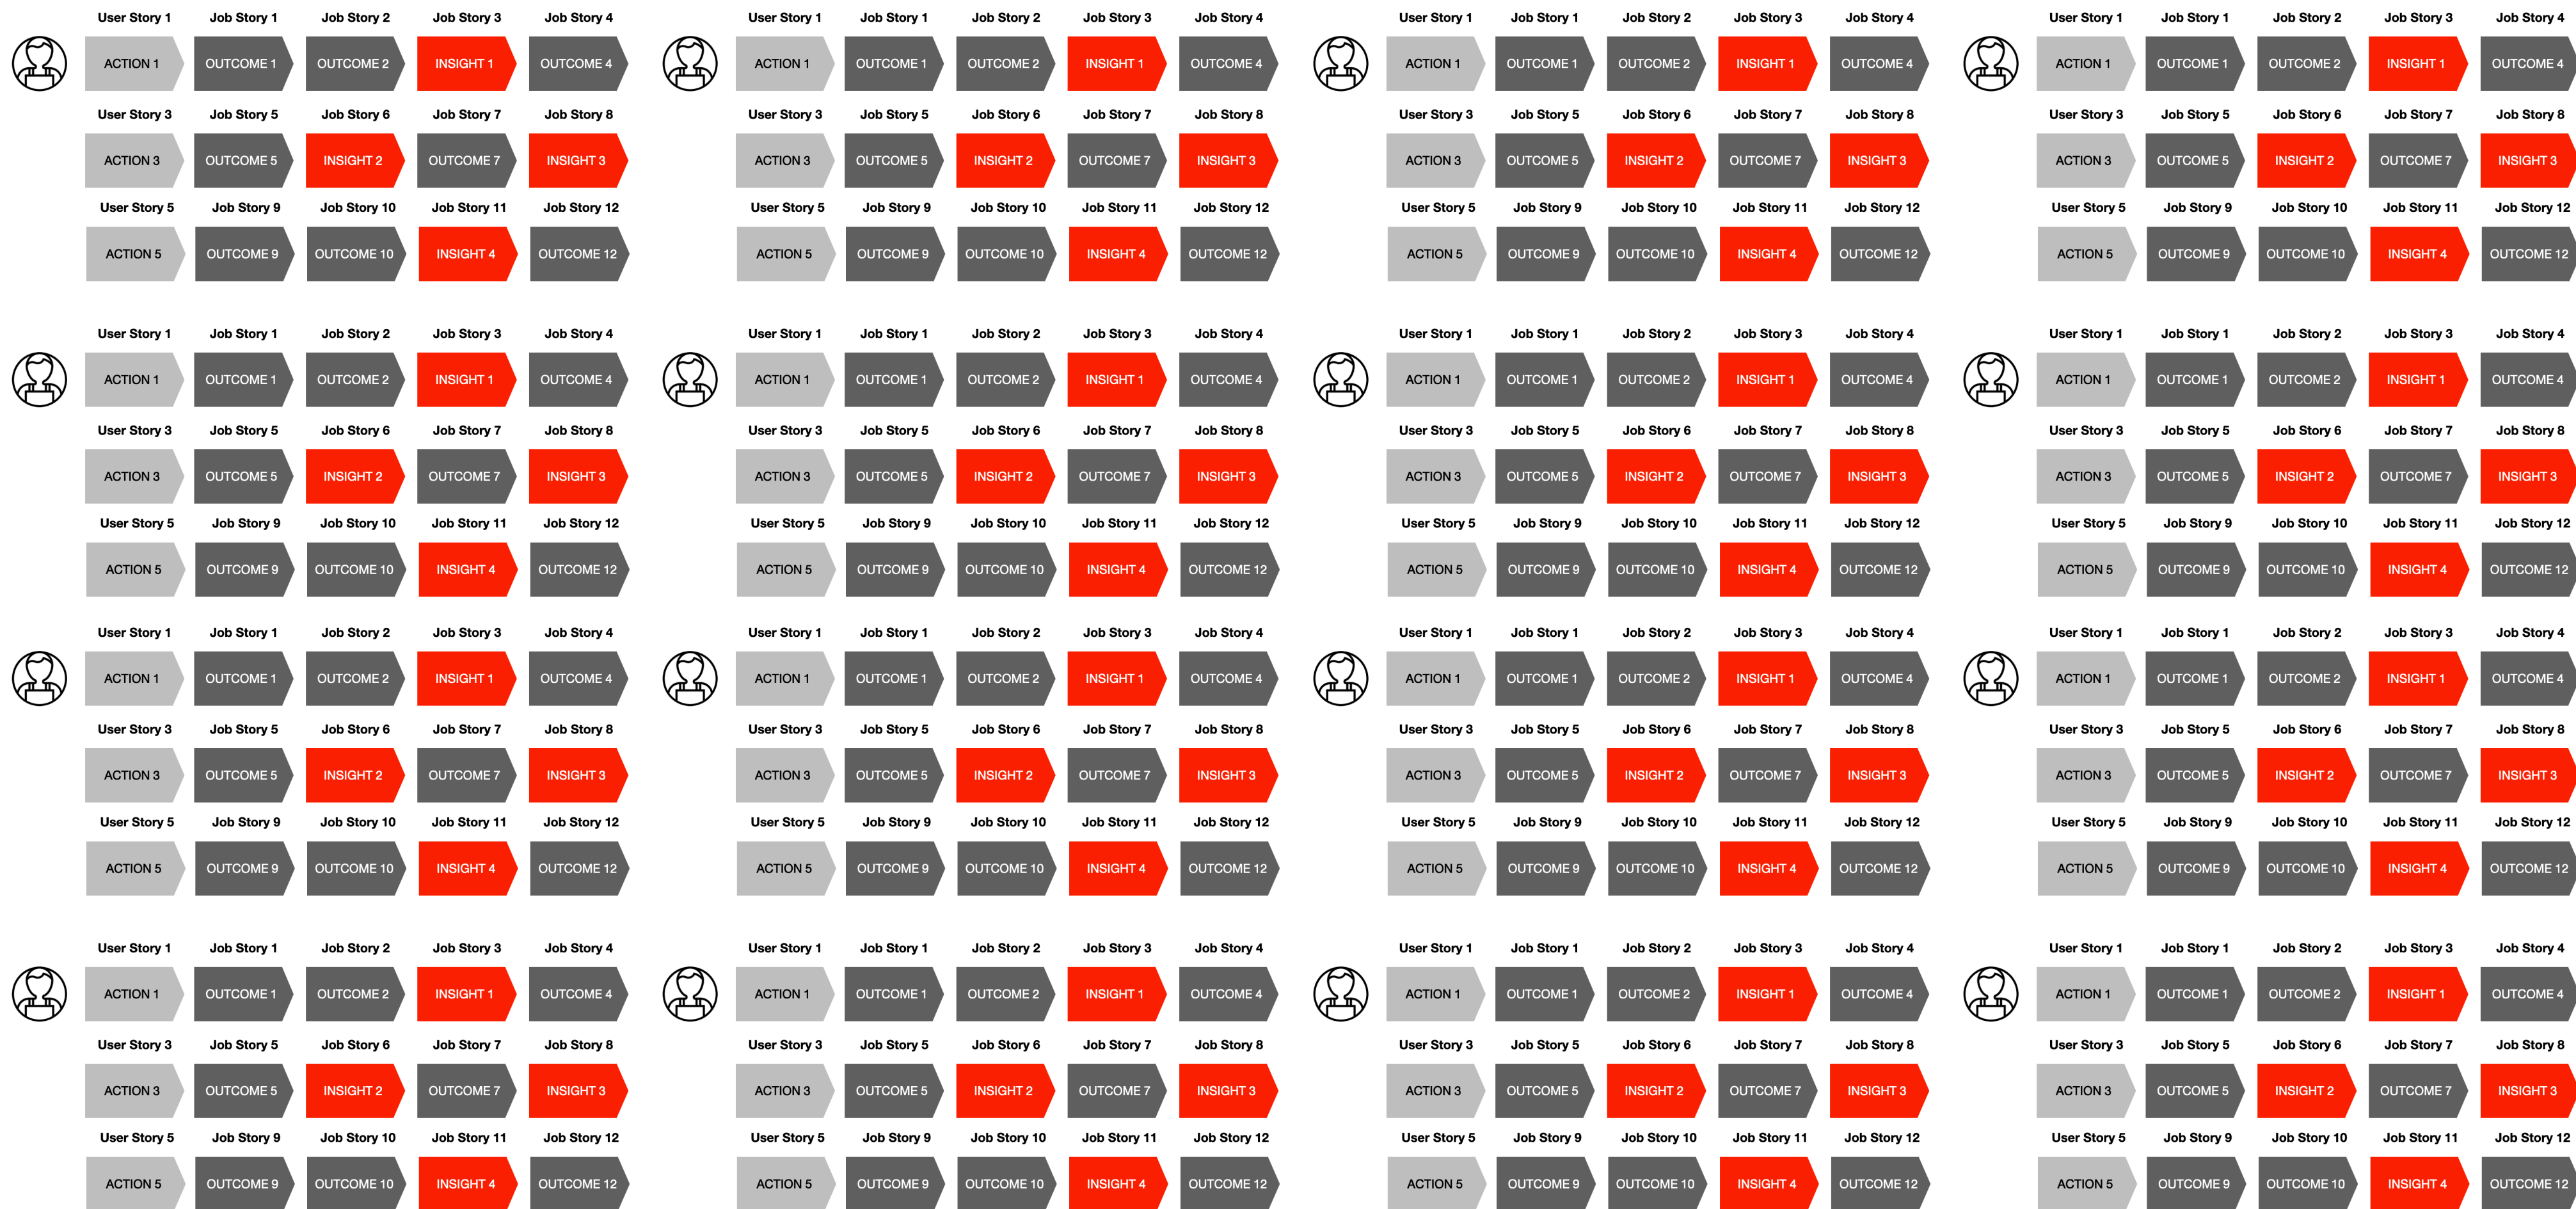 User Story 1 Job Story 1 Job Story 2 Job Story 3 Job Story 4 User Story 1 Job Story 1 Job Story 2 Job Story 3 Job Story 4 User Story 1 Job Story 1 Job Story 2 Job Story 3 Job Story 4 User Story 1 Job Story 1 Job Story 2 Job Story 3 Job Story 4
ACTION 1 OUTCOME 1 OUTCOME 2 INSIGHT 1 OUTCOME 4 ACTION 1 OUTCOME 1 OUTCOME 2 INSIGHT 1 OUTCOME 4 ACTION 1 OUTCOME 1 OUTCOME 2 INSIGHT 1 OUTCOME 4 ACTION 1 OUTCOME 1 OUTCOME 2 INSIGHT 1 OUTCOME 4
User Story 3 Job Story 5 Job Story 6 Job Story 7 Job Story 8 User Story 3 Job Story 5 Job Story 6 Job Story 7 Job Story 8 User Story 3 Job Story 5 Job Story 6 Job Story 7 Job Story 8 User Story 3 Job Story 5 Job Story 6 Job Story 7 Job Story 8
ACTION 3 OUTCOME 5 INSIGHT 2 OUTCOME 7 INSIGHT 3 ACTION 3 OUTCOME 5 INSIGHT 2 OUTCOME 7 INSIGHT 3 ACTION 3 OUTCOME 5 INSIGHT 2 OUTCOME 7 INSIGHT 3 ACTION 3 OUTCOME 5 INSIGHT 2 OUTCOME 7 INSIGHT 3
User Story 5 Job Story 9 Job Story 10 Job Story 11 Job Story 12 User Story 5 Job Story 9 Job Story 10 Job Story 11 Job Story 12 User Story 5 Job Story 9 Job Story 10 Job Story 11 Job Story 12 User Story 5 Job Story 9 Job Story 10 Job Story 11 Job Story 12
ACTION 5 OUTCOME 9 OUTCOME 10 INSIGHT 4 OUTCOME 12 ACTION 5 OUTCOME 9 OUTCOME 10 INSIGHT 4 OUTCOME 12 ACTION 5 OUTCOME 9 OUTCOME 10 INSIGHT 4 OUTCOME 12 ACTION 5 OUTCOME 9 OUTCOME 10 INSIGHT 4 OUTCOME 12
User Story 1 Job Story 1 Job Story 2 Job Story 3 Job Story 4 User Story 1 Job Story 1 Job Story 2 Job Story 3 Job Story 4 User Story 1 Job Story 1 Job Story 2 Job Story 3 Job Story 4 User Story 1 Job Story 1 Job Story 2 Job Story 3 Job Story 4
ACTION 1 OUTCOME 1 OUTCOME 2 INSIGHT 1 OUTCOME 4 ACTION 1 OUTCOME 1 OUTCOME 2 INSIGHT 1 OUTCOME 4 ACTION 1 OUTCOME 1 OUTCOME 2 INSIGHT 1 OUTCOME 4 ACTION 1 OUTCOME 1 OUTCOME 2 INSIGHT 1 OUTCOME 4
User Story 3 Job Story 5 Job Story 6 Job Story 7 Job Story 8 User Story 3 Job Story 5 Job Story 6 Job Story 7 Job Story 8 User Story 3 Job Story 5 Job Story 6 Job Story 7 Job Story 8 User Story 3 Job Story 5 Job Story 6 Job Story 7 Job Story 8
ACTION 3 OUTCOME 5 INSIGHT 2 OUTCOME 7 INSIGHT 3 ACTION 3 OUTCOME 5 INSIGHT 2 OUTCOME 7 INSIGHT 3 ACTION 3 OUTCOME 5 INSIGHT 2 OUTCOME 7 INSIGHT 3 ACTION 3 OUTCOME 5 INSIGHT 2 OUTCOME 7 INSIGHT 3
User Story 5 Job Story 9 Job Story 10 Job Story 11 Job Story 12 User Story 5 Job Story 9 Job Story 10 Job Story 11 Job Story 12 User Story 5 Job Story 9 Job Story 10 Job Story 11 Job Story 12 User Story 5 Job Story 9 Job Story 10 Job Story 11 Job Story 12
ACTION 5 OUTCOME 9 OUTCOME 10 INSIGHT 4 OUTCOME 12 ACTION 5 OUTCOME 9 OUTCOME 10 INSIGHT 4 OUTCOME 12 ACTION 5 OUTCOME 9 OUTCOME 10 INSIGHT 4 OUTCOME 12 ACTION 5 OUTCOME 9 OUTCOME 10 INSIGHT 4 OUTCOME 12
User Story 1 Job Story 1 Job Story 2 Job Story 3 Job Story 4 User Story 1 Job Story 1 Job Story 2 Job Story 3 Job Story 4 User Story 1 Job Story 1 Job Story 2 Job Story 3 Job Story 4 User Story 1 Job Story 1 Job Story 2 Job Story 3 Job Story 4
ACTION 1 OUTCOME 1 OUTCOME 2 INSIGHT 1 OUTCOME 4 ACTION 1 OUTCOME 1 OUTCOME 2 INSIGHT 1 OUTCOME 4 ACTION 1 OUTCOME 1 OUTCOME 2 INSIGHT 1 OUTCOME 4 ACTION 1 OUTCOME 1 OUTCOME 2 INSIGHT 1 OUTCOME 4
User Story 3 Job Story 5 Job Story 6 Job Story 7 Job Story 8 User Story 3 Job Story 5 Job Story 6 Job Story 7 Job Story 8 User Story 3 Job Story 5 Job Story 6 Job Story 7 Job Story 8 User Story 3 Job Story 5 Job Story 6 Job Story 7 Job Story 8
ACTION 3 OUTCOME 5 INSIGHT 2 OUTCOME 7 INSIGHT 3 ACTION 3 OUTCOME 5 INSIGHT 2 OUTCOME 7 INSIGHT 3 ACTION 3 OUTCOME 5 INSIGHT 2 OUTCOME 7 INSIGHT 3 ACTION 3 OUTCOME 5 INSIGHT 2 OUTCOME 7 INSIGHT 3
User Story 5 Job Story 9 Job Story 10 Job Story 11 Job Story 12 User Story 5 Job Story 9 Job Story 10 Job Story 11 Job Story 12 User Story 5 Job Story 9 Job Story 10 Job Story 11 Job Story 12 User Story 5 Job Story 9 Job Story 10 Job Story 11 Job Story 12
ACTION 5 OUTCOME 9 OUTCOME 10 INSIGHT 4 OUTCOME 12 ACTION 5 OUTCOME 9 OUTCOME 10 INSIGHT 4 OUTCOME 12 ACTION 5 OUTCOME 9 OUTCOME 10 INSIGHT 4 OUTCOME 12 ACTION 5 OUTCOME 9 OUTCOME 10 INSIGHT 4 OUTCOME 12
User Story 1 Job Story 1 Job Story 2 Job Story 3 Job Story 4 User Story 1 Job Story 1 Job Story 2 Job Story 3 Job Story 4 User Story 1 Job Story 1 Job Story 2 Job Story 3 Job Story 4 User Story 1 Job Story 1 Job Story 2 Job Story 3 Job Story 4
ACTION 1 OUTCOME 1 OUTCOME 2 INSIGHT 1 OUTCOME 4 ACTION 1 OUTCOME 1 OUTCOME 2 INSIGHT 1 OUTCOME 4 ACTION 1 OUTCOME 1 OUTCOME 2 INSIGHT 1 OUTCOME 4 ACTION 1 OUTCOME 1 OUTCOME 2 INSIGHT 1 OUTCOME 4
User Story 3 Job Story 5 Job Story 6 Job Story 7 Job Story 8 User Story 3 Job Story 5 Job Story 6 Job Story 7 Job Story 8 User Story 3 Job Story 5 Job Story 6 Job Story 7 Job Story 8 User Story 3 Job Story 5 Job Story 6 Job Story 7 Job Story 8
ACTION 3 OUTCOME 5 INSIGHT 2 OUTCOME 7 INSIGHT 3 ACTION 3 OUTCOME 5 INSIGHT 2 OUTCOME 7 INSIGHT 3 ACTION 3 OUTCOME 5 INSIGHT 2 OUTCOME 7 INSIGHT 3 ACTION 3 OUTCOME 5 INSIGHT 2 OUTCOME 7 INSIGHT 3
User Story 5 Job Story 9 Job Story 10 Job Story 11 Job Story 12 User Story 5 Job Story 9 Job Story 10 Job Story 11 Job Story 12 User Story 5 Job Story 9 Job Story 10 Job Story 11 Job Story 12 User Story 5 Job Story 9 Job Story 10 Job Story 11 Job Story 12
ACTION 5 OUTCOME 9 OUTCOME 10 INSIGHT 4 OUTCOME 12 ACTION 5 OUTCOME 9 OUTCOME 10 INSIGHT 4 OUTCOME 12 ACTION 5 OUTCOME 9 OUTCOME 10 INSIGHT 4 OUTCOME 12 ACTION 5 OUTCOME 9 OUTCOME 10 INSIGHT 4 OUTCOME 12